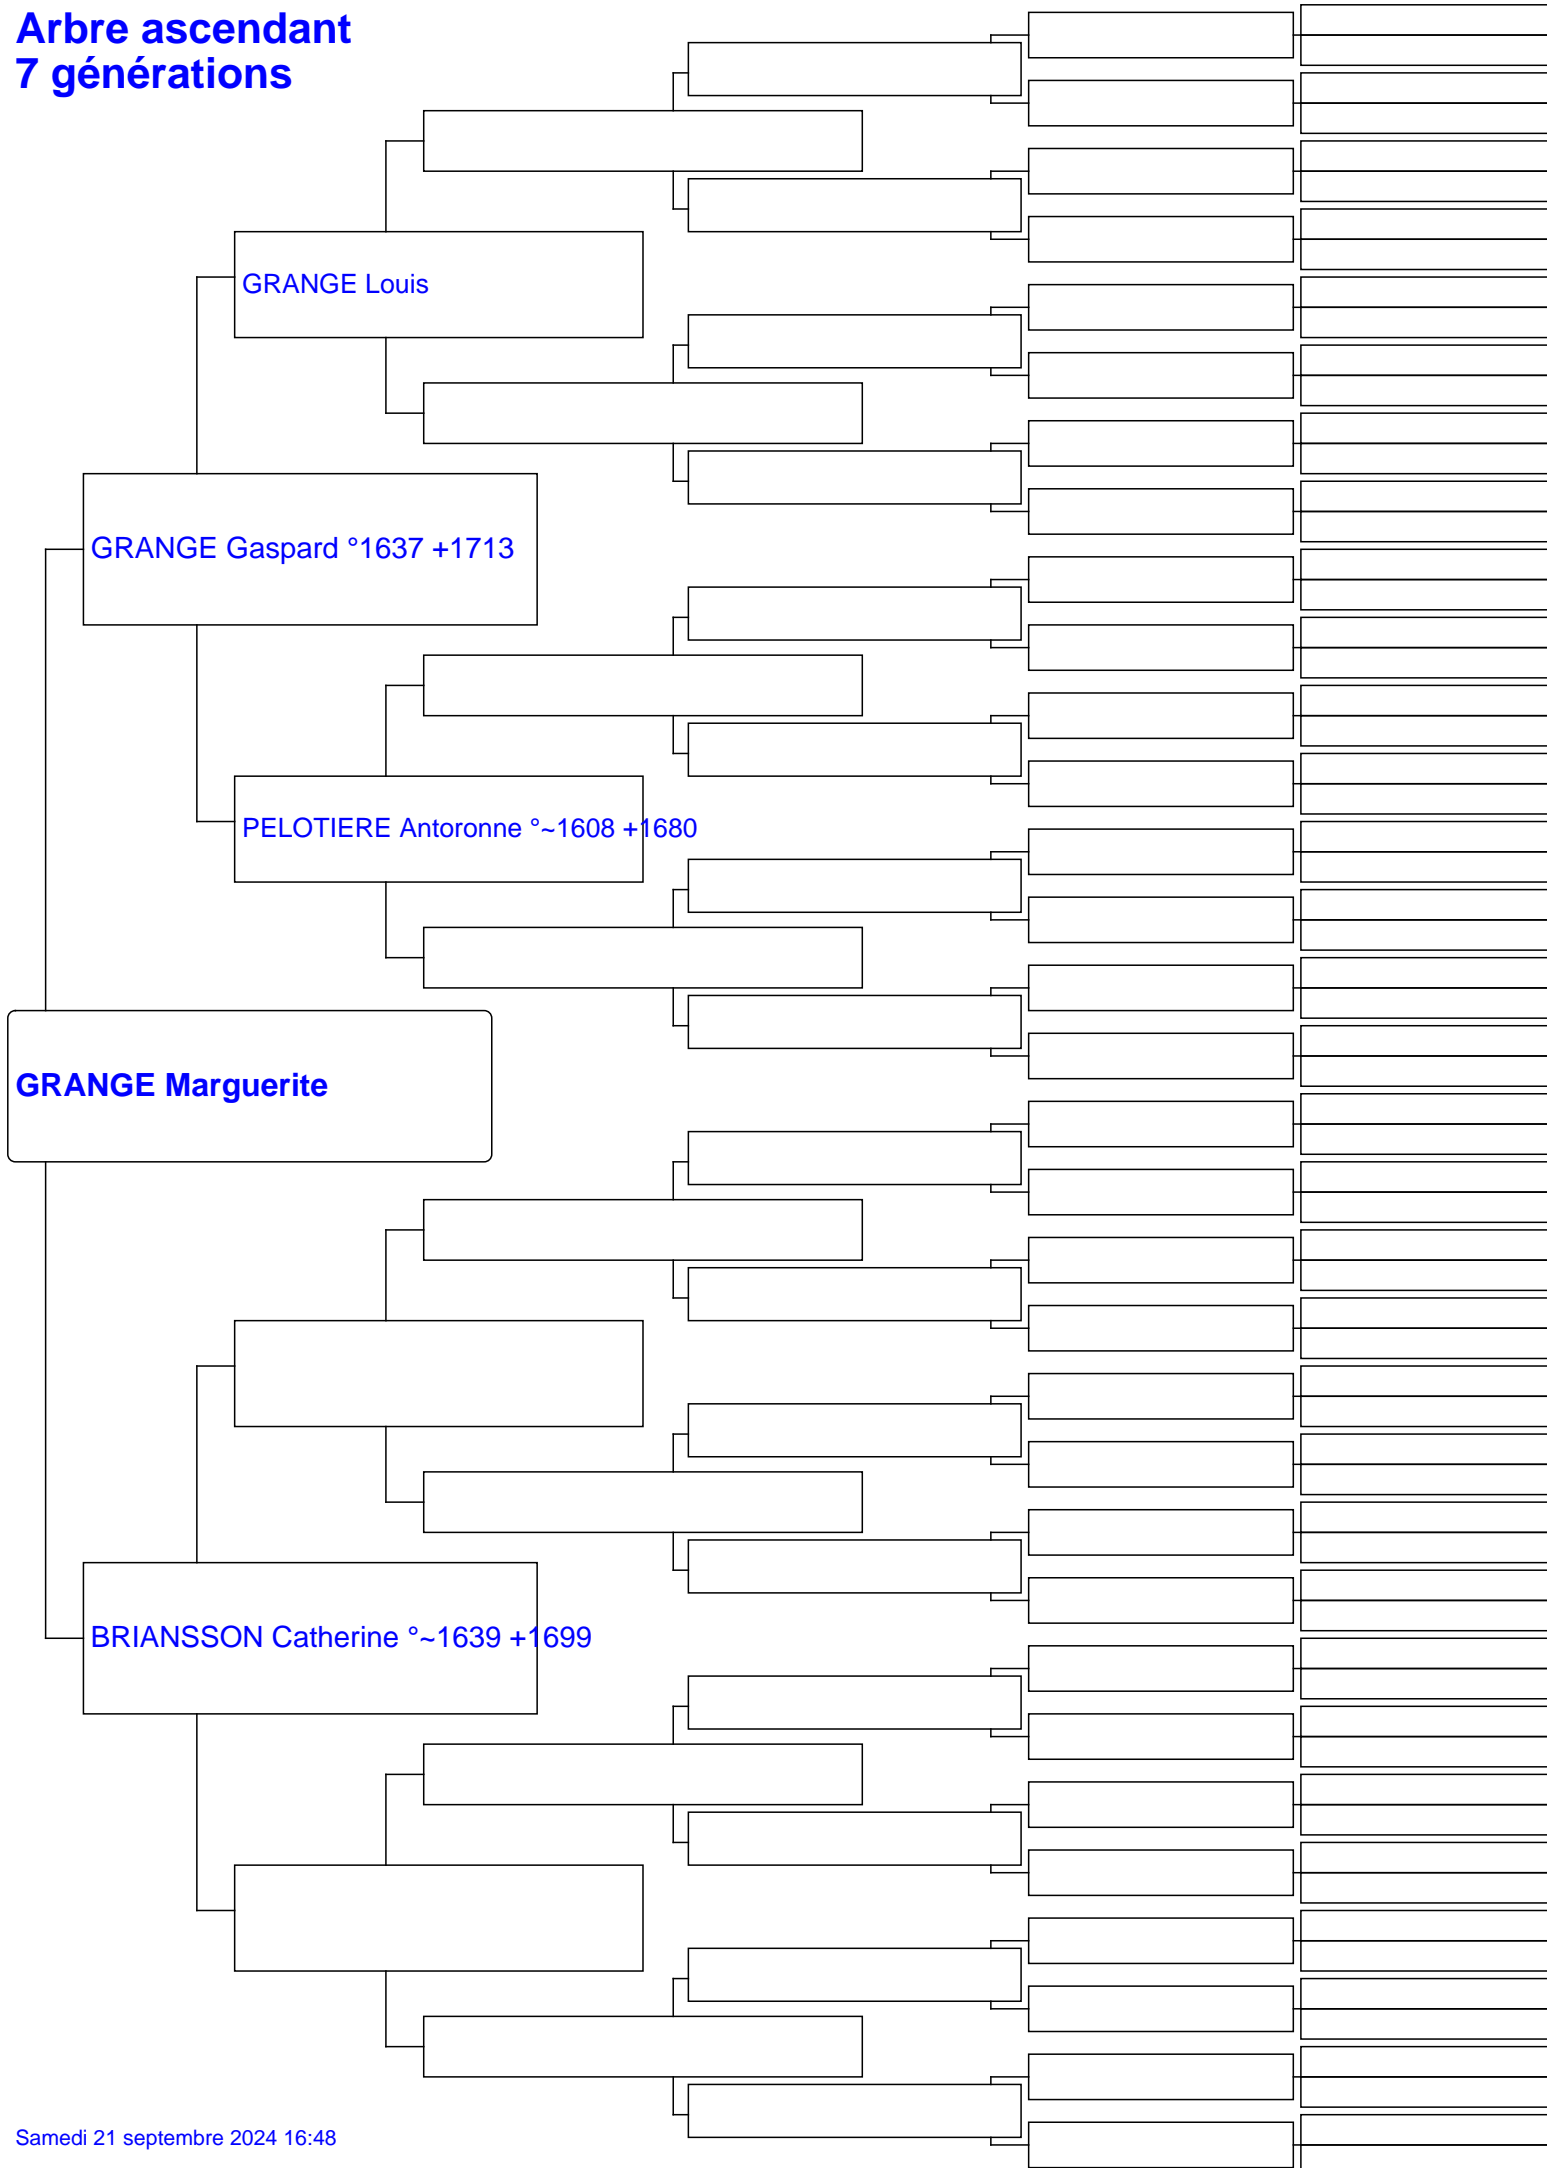 Arbre ascendant
7 générations
GRANGE Louis
GRANGE Gaspard °1637 +1713
PELOTIERE Antoronne °~1608 +1680
GRANGE Marguerite
BRIANSSON Catherine °~1639 +1699
Samedi 21 septembre 2024 16:48